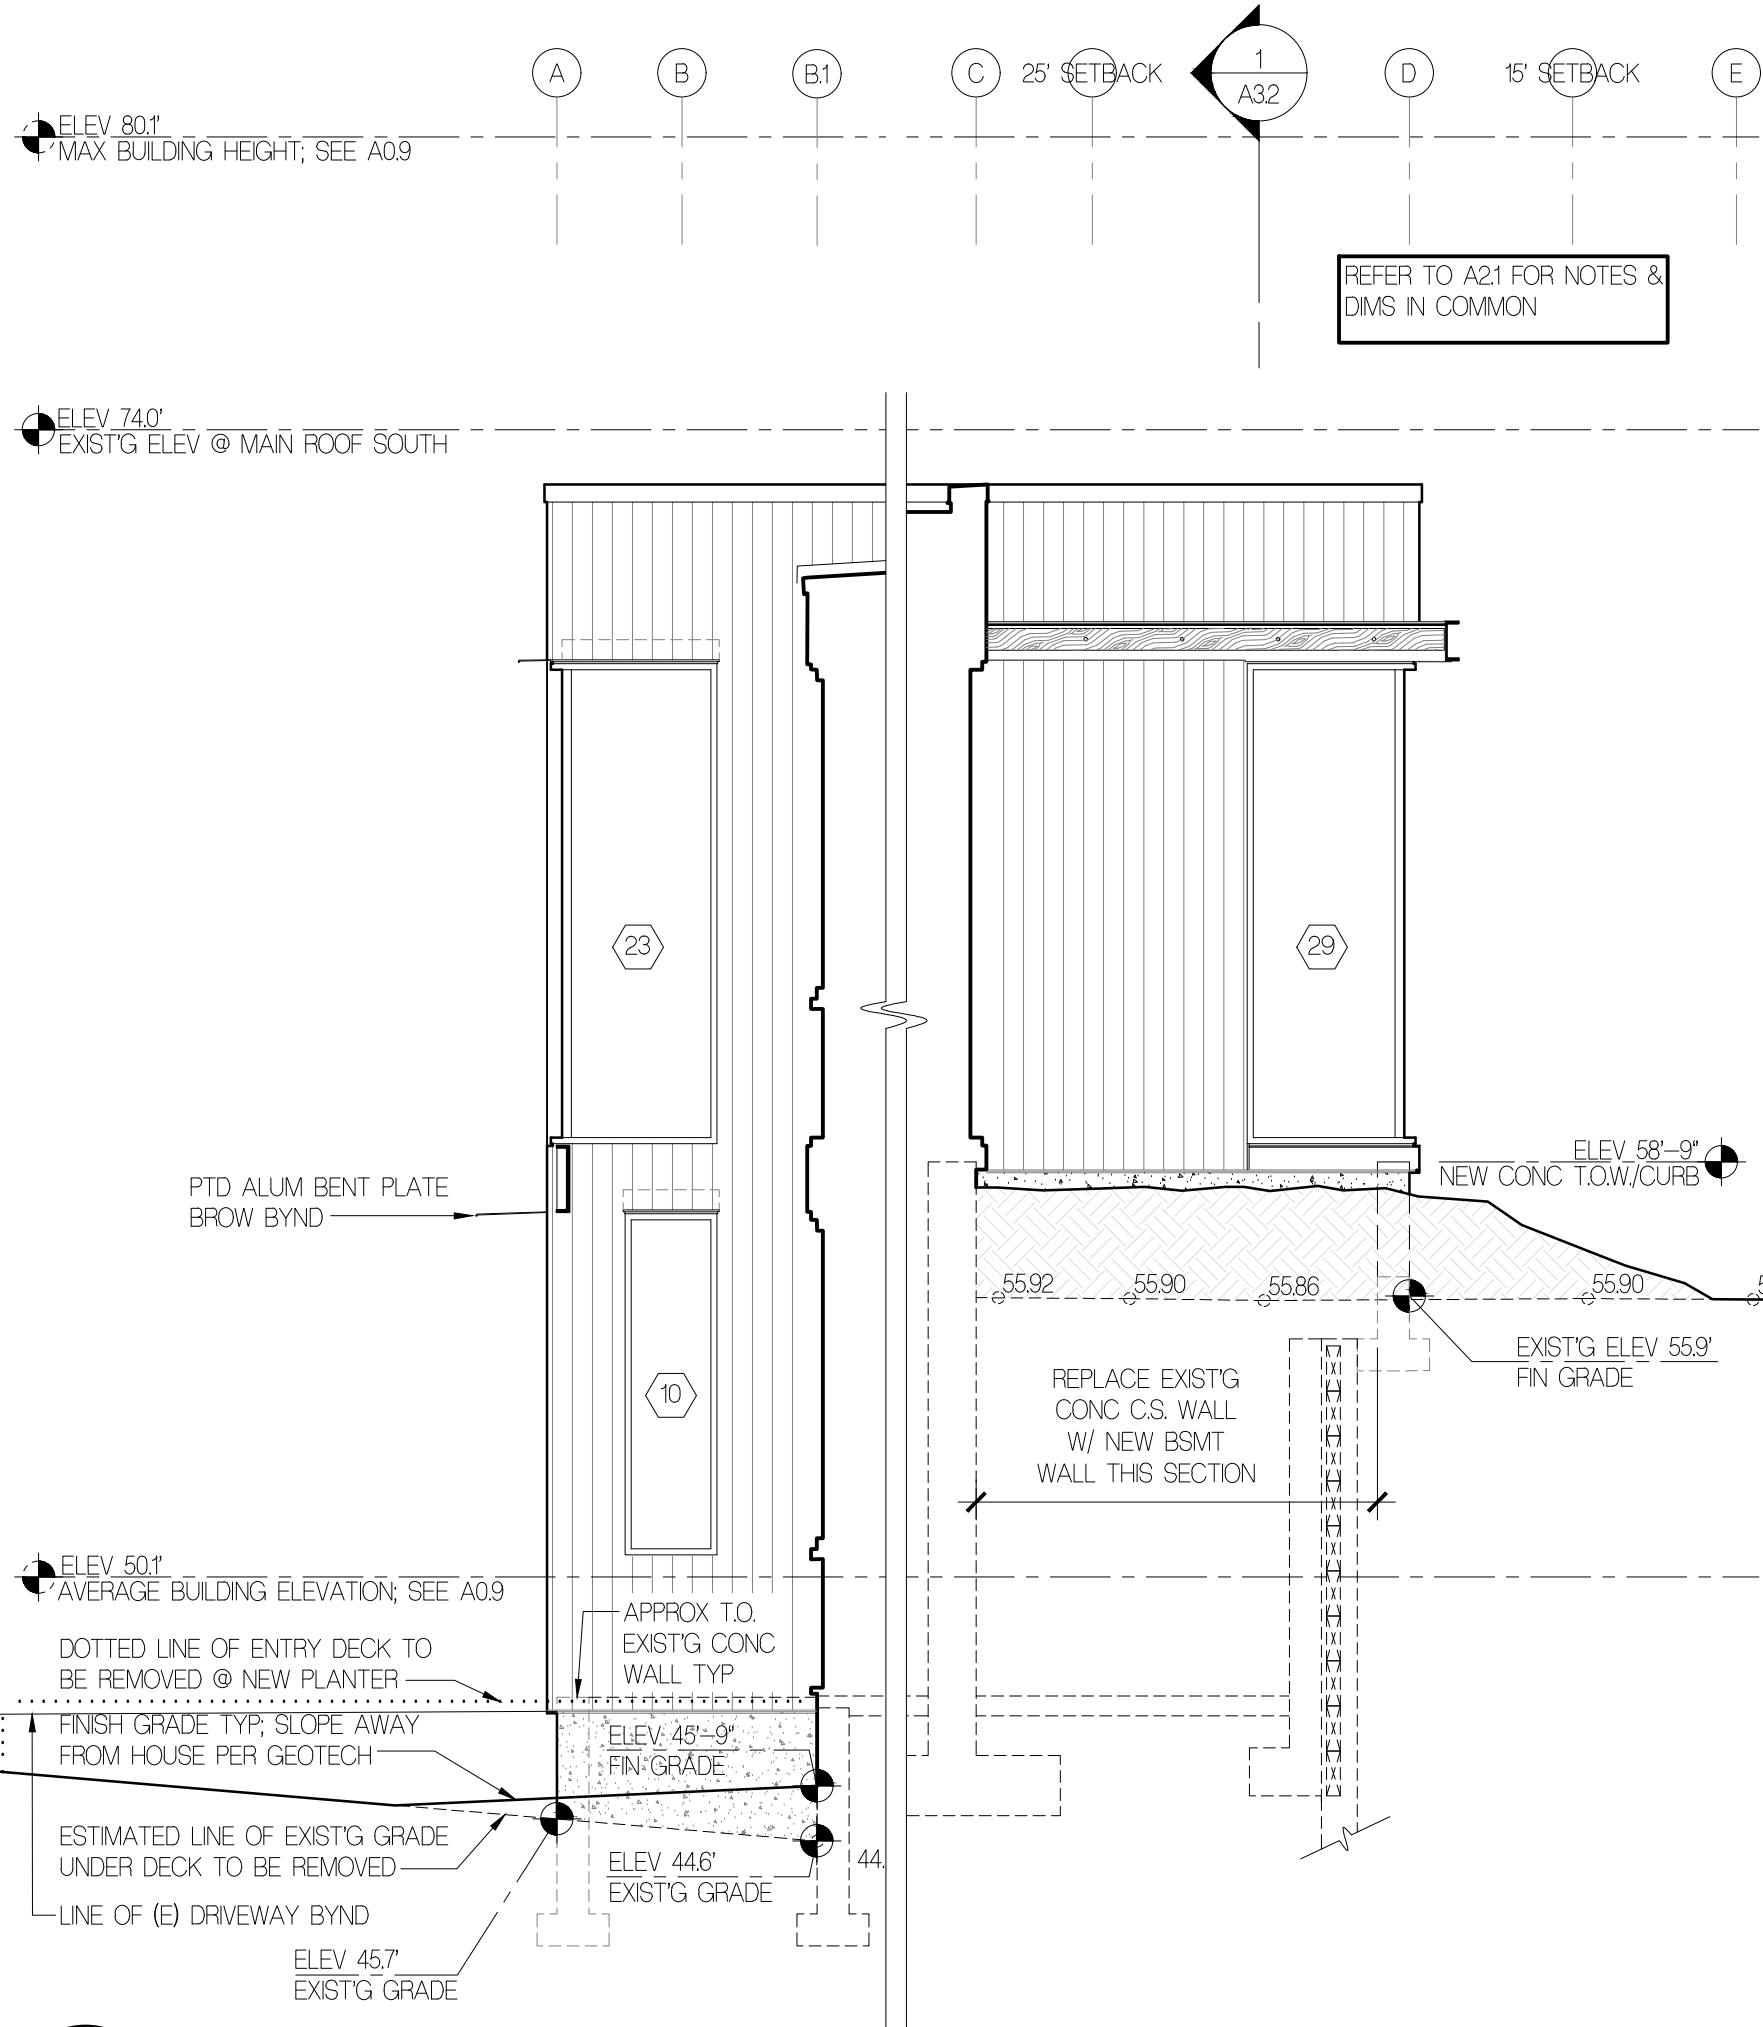 A
B
B.1
C
25' SETBACK
1
A3.2
D
15' SETBACK
E
ELEV 80.1'
MAX BUILDING HEIGHT; SEE A0.9
REFER TO A2.1 FOR NOTES &
DIMS IN COMMON
ELEV 74.0'
EXIST'G ELEV @ MAIN ROOF SOUTH
23
29
ELEV 58'-9"
NEW CONC T.O.W./CURB
PTD ALUM BENT PLATE
BROW BYND
55.92
55.90
55.86
55.90
EXIST'G ELEV 55.9'
FIN GRADE
10
REPLACE EXIST'G
CONC C.S. WALL
W/ NEW BSMT
WALL THIS SECTION
ELEV 50.1'
AVERAGE BUILDING ELEVATION; SEE A0.9
APPROX T.O.
EXIST'G CONC
WALL TYP
DOTTED LINE OF ENTRY DECK TO
BE REMOVED @ NEW PLANTER
FINISH GRADE TYP; SLOPE AWAY
FROM HOUSE PER GEOTECH
ELEV 45'-9"
FIN GRADE
ESTIMATED LINE OF EXIST'G GRADE
UNDER DECK TO BE REMOVED
ELEV 44.6'
EXIST'G GRADE
44.
LINE OF (E) DRIVEWAY BYND
ELEV 45.7'
EXIST'G GRADE